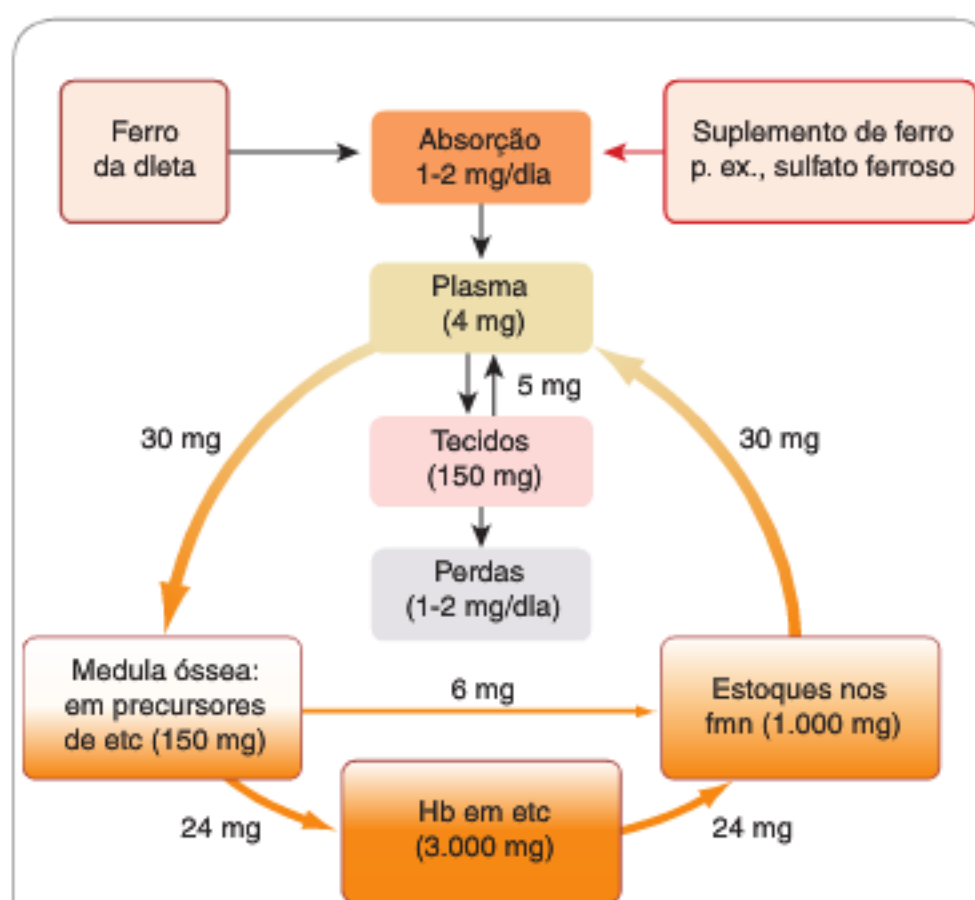 Ferro
da dieta
Absorção
1-2 mg/dia
Suplemento de ferro
p. ex., sulfato ferroso
Plasma
(4 mg)
5 mg
30 mg
30 mg
Tecidos
(150 mg)
Perdas
(1-2 mg/dia)
Medula óssea:
em precursores
de etc (150 mg)
6 mg
Estoques nos
fmn (1.000 mg)
24 mg
Hb em etc
(3.000 mg)
24 mg